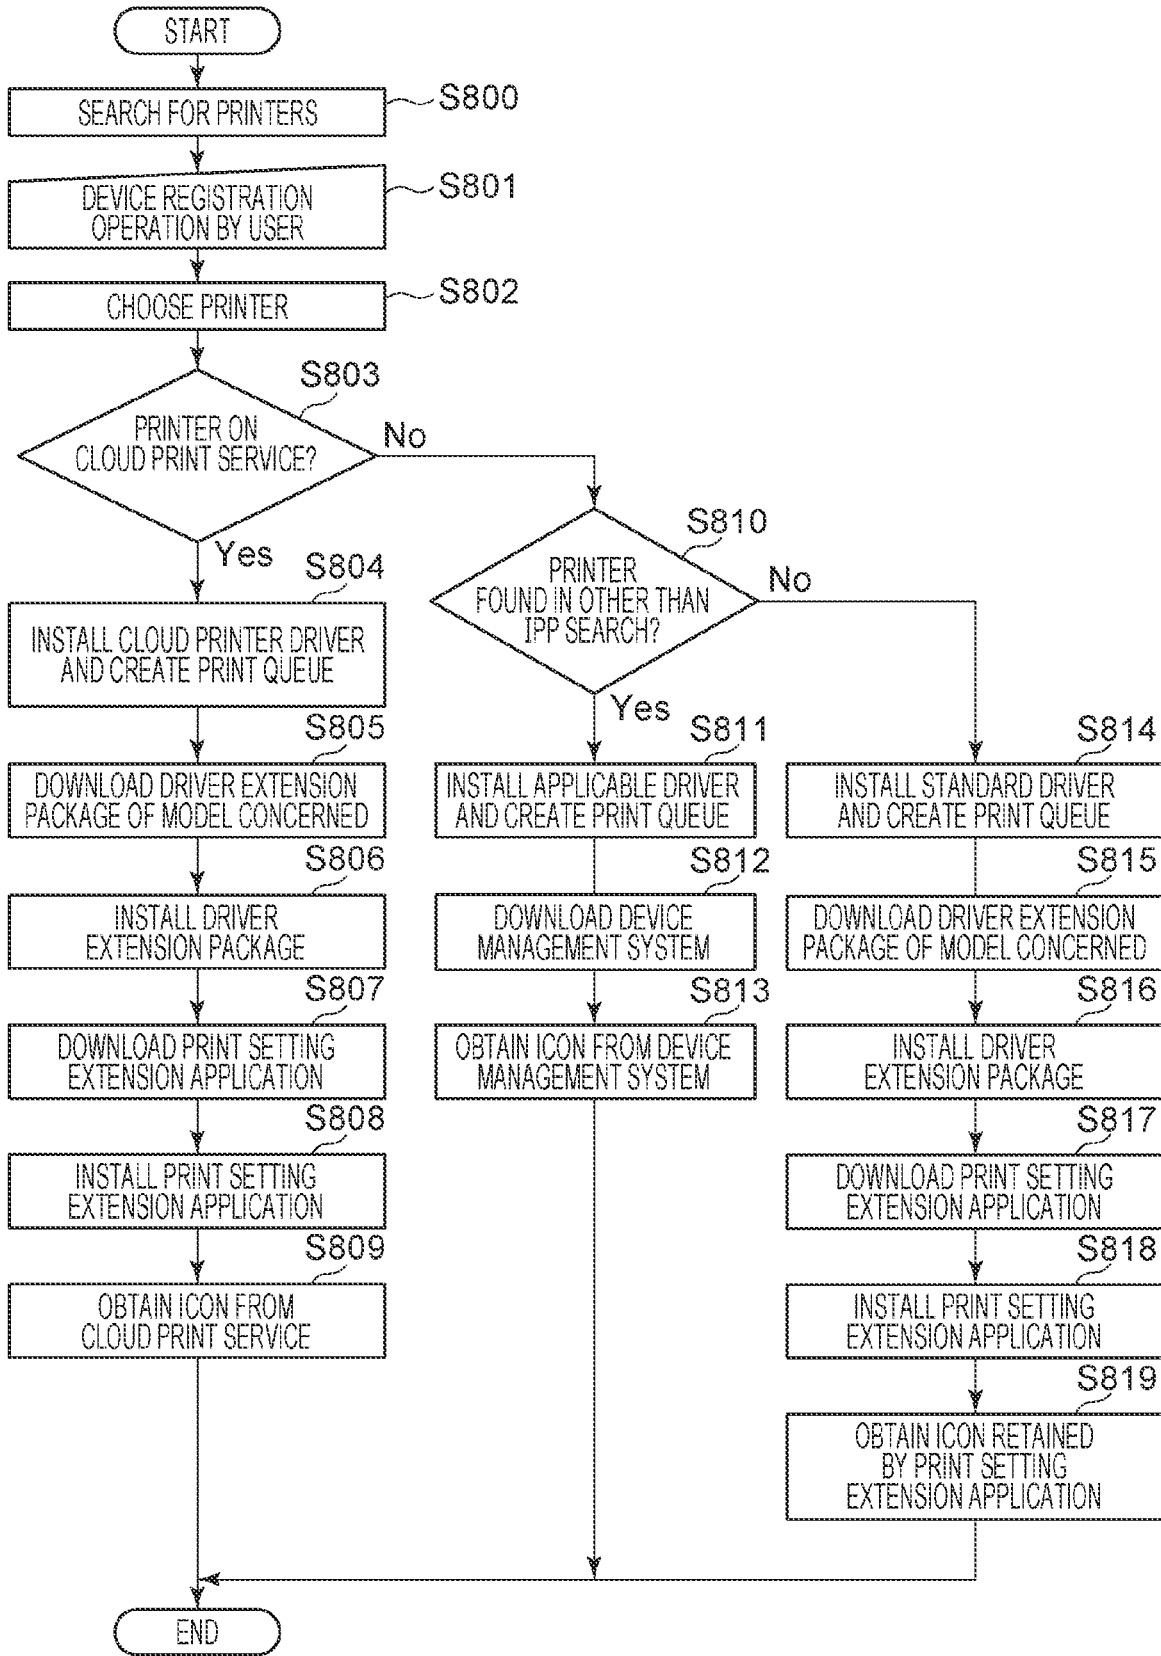 START
SEARCH FOR PRINTERS
S800
DEVICE REGISTRATION
OPERATION BY USER
S801
CHOOSE PRINTER
S802
S803
PRINTER ON
CLOUD PRINT SERVICE?
No
Yes
S804
INSTALL CLOUD PRINTER DRIVER
AND CREATE PRINT QUEUE
S805
DOWNLOAD DRIVER EXTENSION
PACKAGE OF MODEL CONCERNED
S806
INSTALL DRIVER
EXTENSION PACKAGE
S807
DOWNLOAD PRINT SETTING
EXTENSION APPLICATION
S808
INSTALL PRINT SETTING
EXTENSION APPLICATION
S809
OBTAIN ICON FROM
CLOUD PRINT SERVICE
S810
PRINTER
FOUND IN OTHER THAN
IPP SEARCH?
No
Yes
S811
INSTALL APPLICABLE DRIVER
AND CREATE PRINT QUEUE
S812
DOWNLOAD DEVICE
MANAGEMENT SYSTEM
S813
OBTAIN ICON FROM DEVICE
MANAGEMENT SYSTEM
S814
INSTALL STANDARD DRIVER
AND CREATE PRINT QUEUE
S815
DOWNLOAD DRIVER EXTENSION
PACKAGE OF MODEL CONCERNED
S816
INSTALL DRIVER
EXTENSION PACKAGE
S817
DOWNLOAD PRINT SETTING
EXTENSION APPLICATION
S818
INSTALL PRINT SETTING
EXTENSION APPLICATION
S819
OBTAIN ICON RETAINED
BY PRINT SETTING
EXTENSION APPLICATION
END